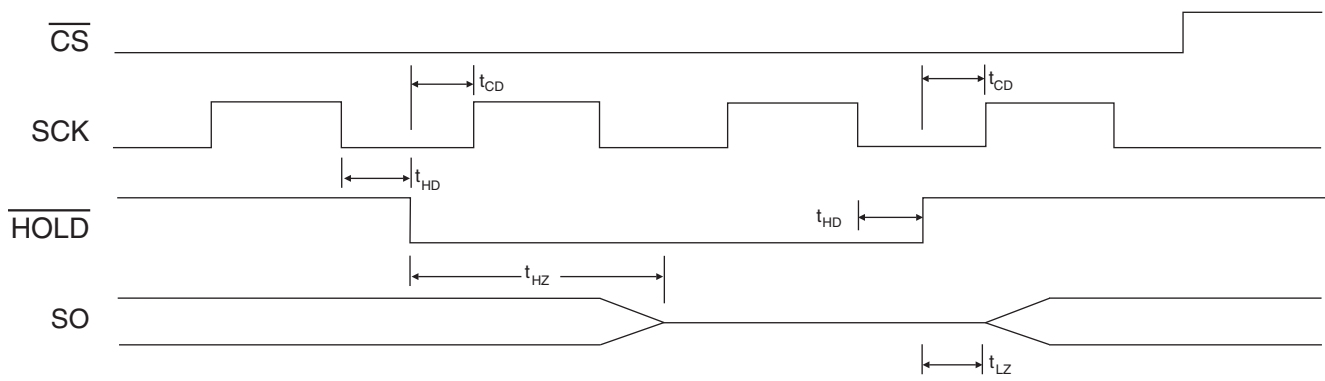 CS
t_CD t_CD
SCK
t_HD
HOLD t_HD
t_HZ
SO
t_LZ